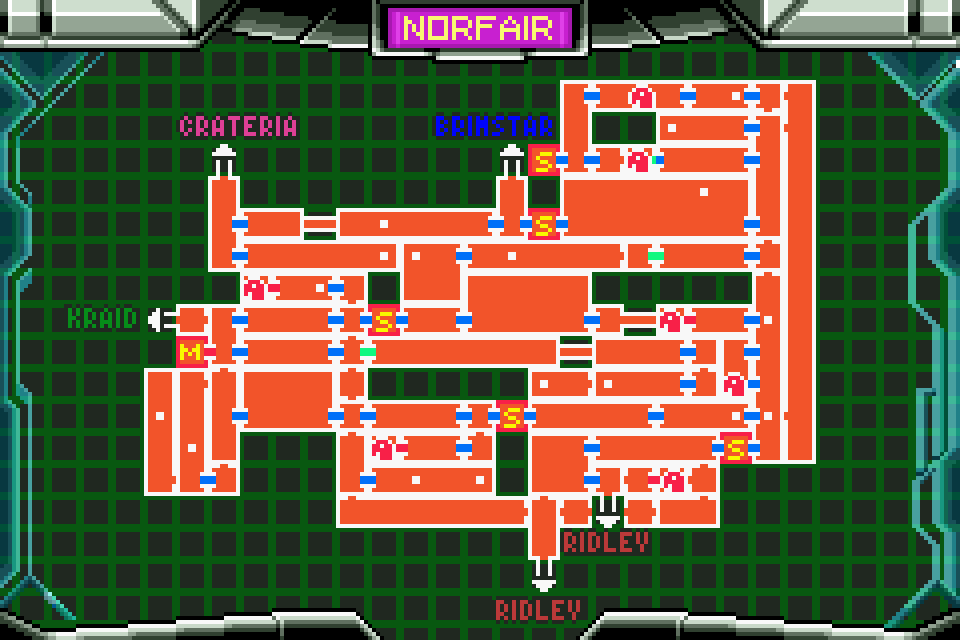 NORFAIR
CRATERIA
BRINSTAR
S
S
KRAID
S
M
S
S
RIDLEY
RIDLEY